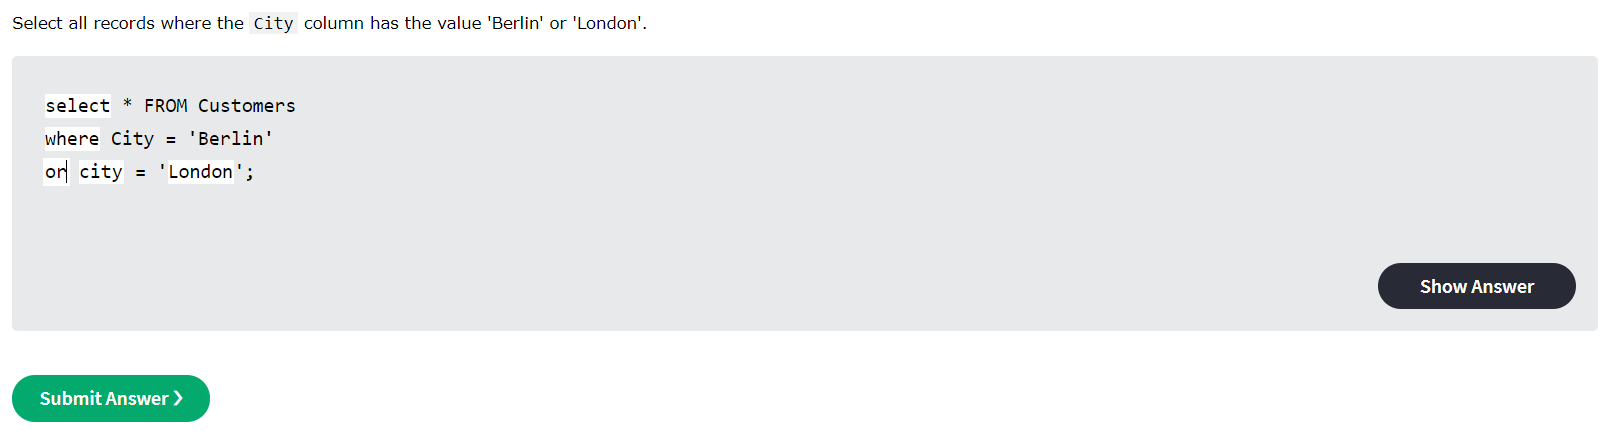 Select all records where the City column has the value 'Berlin' or 'London'.
select * FROM Customers
where City = 'Berlin'
or city = 'London';
Show Answer
Submit Answer ❯